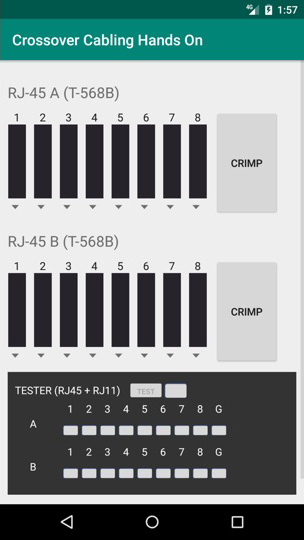 4G 1:57
Crossover Cabling Hands On
RJ-45 A (T-568B)
1 2 3 4 5 6 7 8
CRIMP
RJ-45 B (T-568B)
1 2 3 4 5 6 7 8
CRIMP
TESTER (RJ45 + RJ11) TEST
1 2 3 4 5 6 7 8 G
A
1 2 3 4 5 6 7 8 G
B